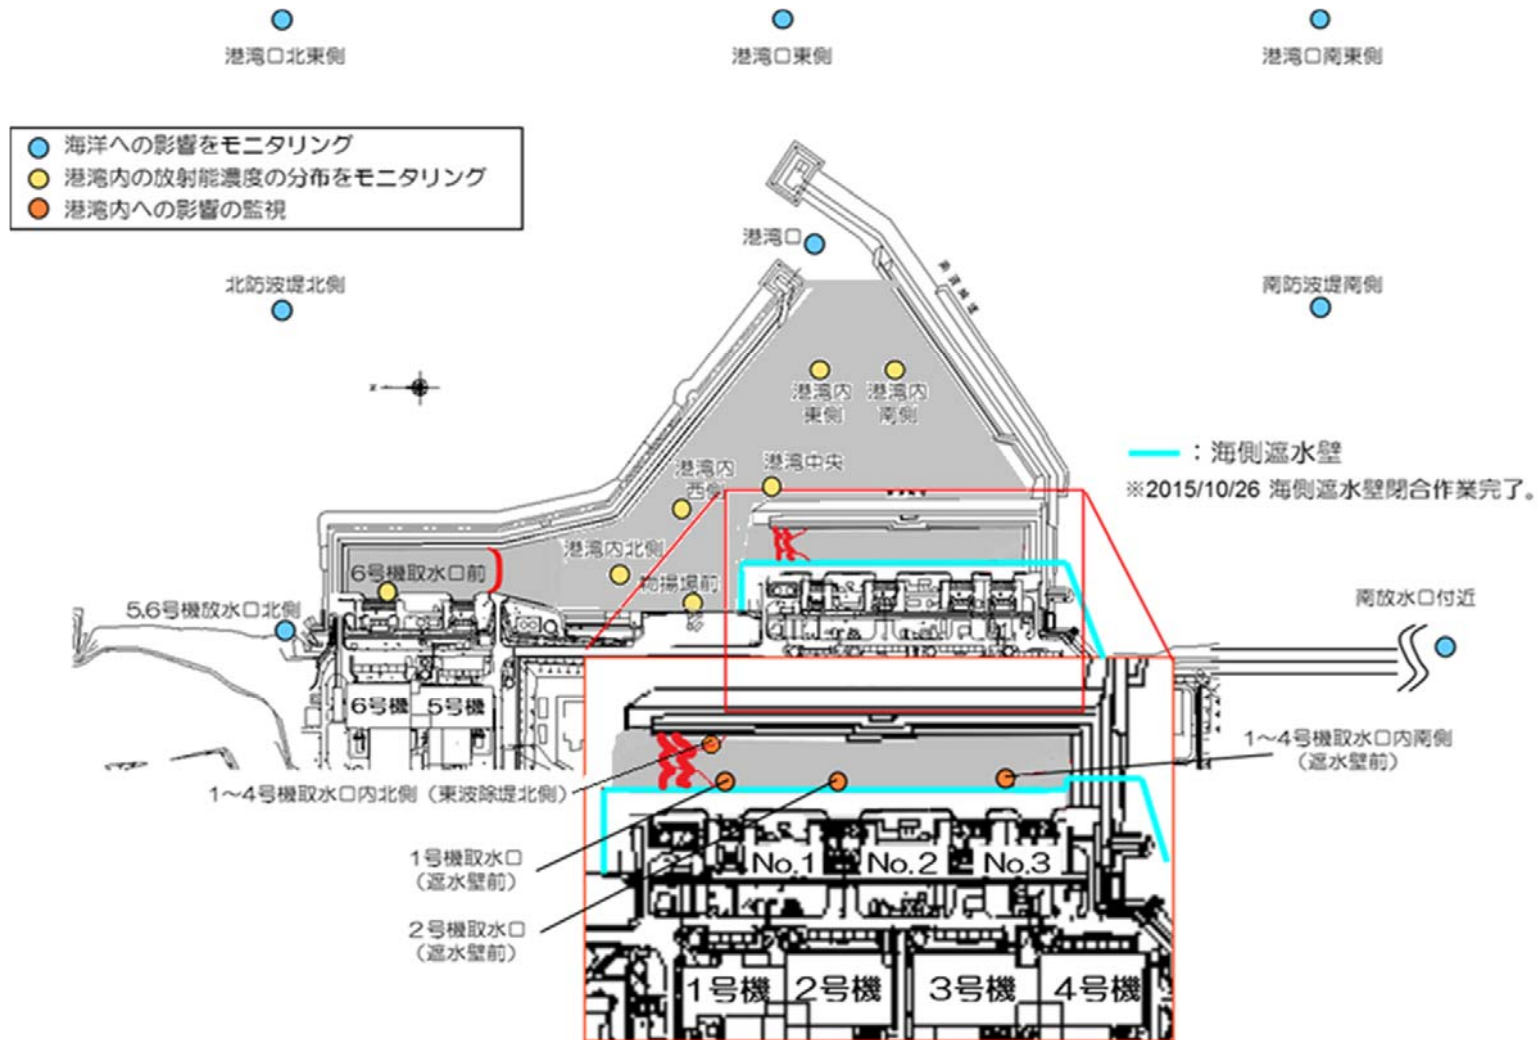 港湾口北東側
港湾口東側
港湾口南東側
海洋への影響をモニタリング
港湾内の放射能濃度の分布をモニタリング
港湾内への影響の監視
港湾口
北防波堤北側
南防波堤南側
港湾内
東側
港湾内
南側
港湾内
西側
港湾中央
：海側遮水壁
※2015/10/26 海側遮水壁閉合作業完了。
港湾内北側
物揚場前
6号機取水口前
5,6号機放水口北側
南放水口付近
6号機
5号機
1～4号機取水口内南側
（遮水壁前）
1～4号機取水口内北側（東波除堤北側）
1号機取水口
（遮水壁前）
2号機取水口
（遮水壁前）
No.1
No.2
No.3
1号機
2号機
3号機
4号機